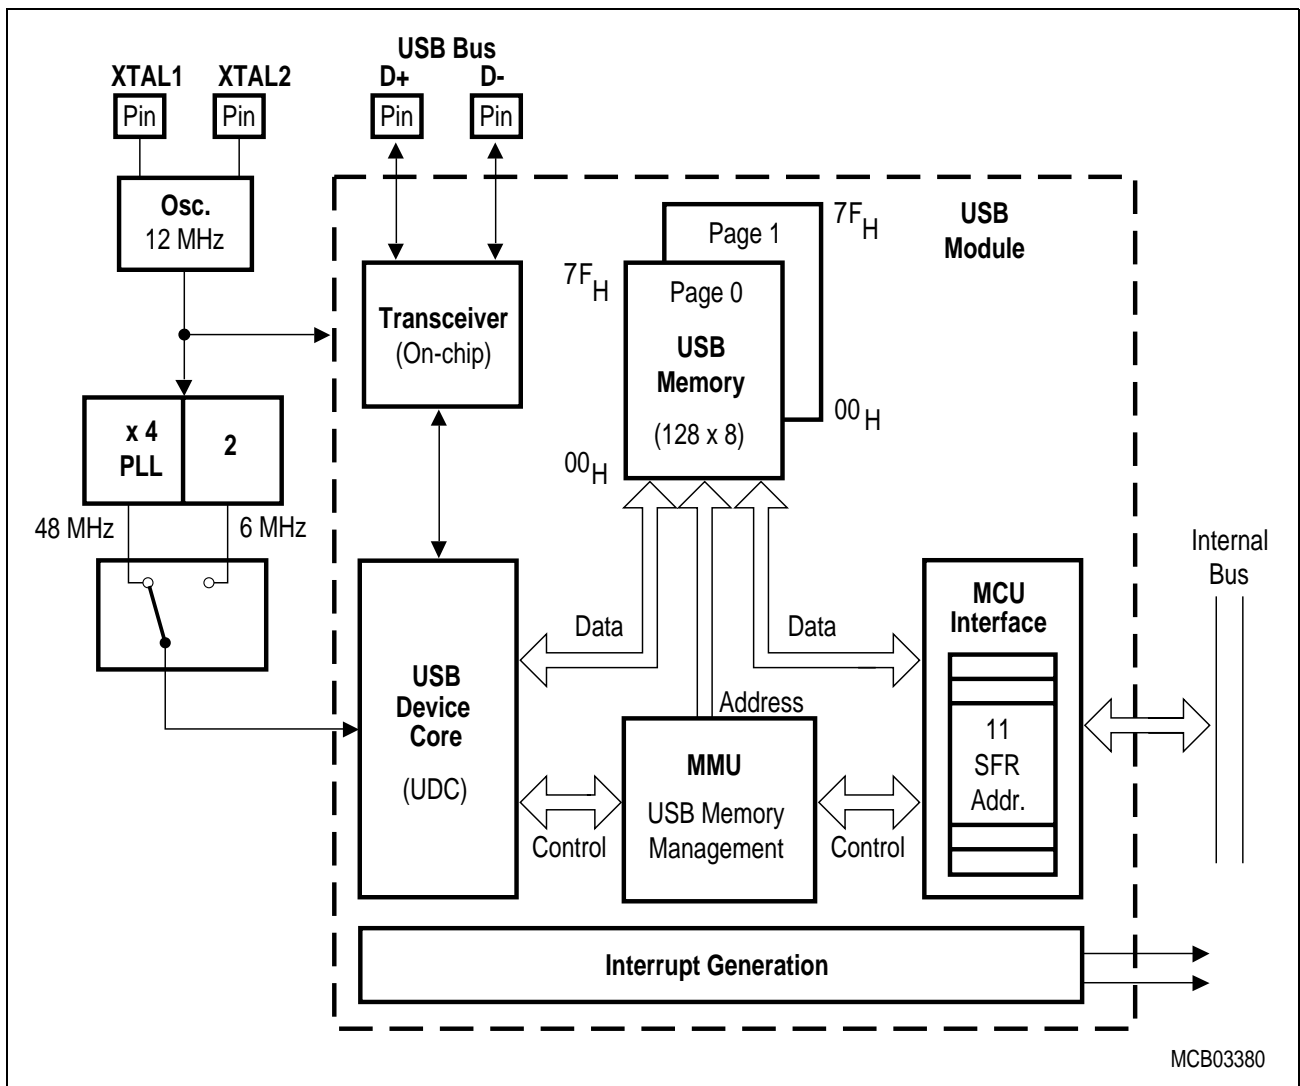 USB Bus
XTAL1 XTAL2 D+ D-
Pin Pin Pin Pin
Osc.
12 MHz
Transceiver
(On-chip)
x 4
PLL
2
48 MHz 6 MHz
Page 1
7FH
00H
Page 0
7FH
00H
USB
Memory
(128 x 8)
USB
Module
USB
Device
Core
(UDC)
Data
Data
Address
MMU
USB Memory
Management
Control
Control
MCU
Interface
11
SFR
Addr.
Internal
Bus
Interrupt Generation
MCB03380